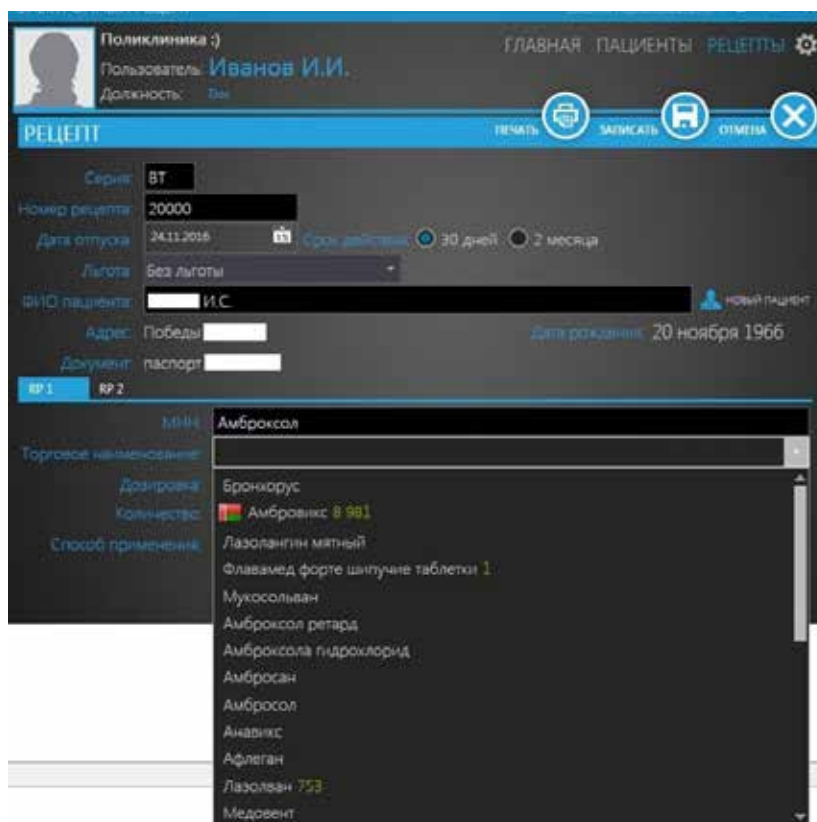 Поликлиника :)
Пользователь: Иванов И.И.
Должность:
ГЛАВНАЯ ПАЦИЕНТЫ РЕЦЕПТЫ
РЕЦЕПТ
ПЕЧАТЬ ЗАПИСАТЬ ОТМЕНА
Серия: ВТ
Номер рецепта: 20000
Дата отпуска: 24.11.2016 15 Срок действия: 30 дней 2 месяца
Льгота: Без льготы
ФИО пациента: И.С. НОВЫЙ ПАЦИЕНТ
Адрес: Победы Дата рождения: 20 ноября 1966
Документ: паспорт
RP 1 RP 2
МНН: Амброксол
Торговое наименование:
Дозировка:
Количество:
Способ применения:
Бронхорус
Амбровикс 8 981
Лазолангин мятный
Флавамед форте шипучие таблетки 1
Мукосольван
Амброксол ретард
Амброксола гидрохлорид
Амбросан
Амбросол
Анавикс
Афлеган
Лазолван 753
Медовент